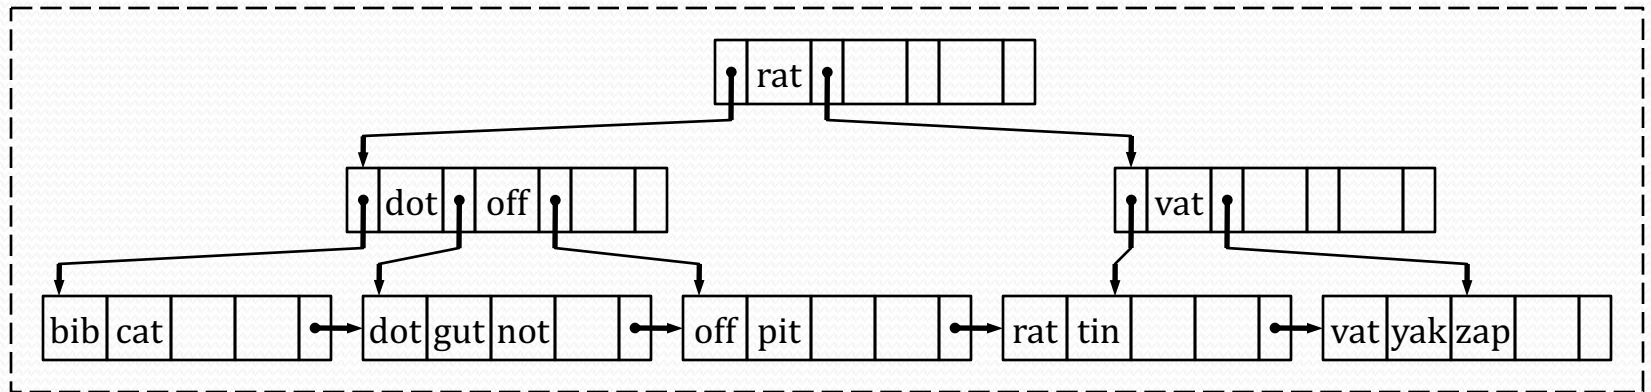 rat
dot off
vat
bib cat
dot gut not
off pit
rat tin
vat yak zap